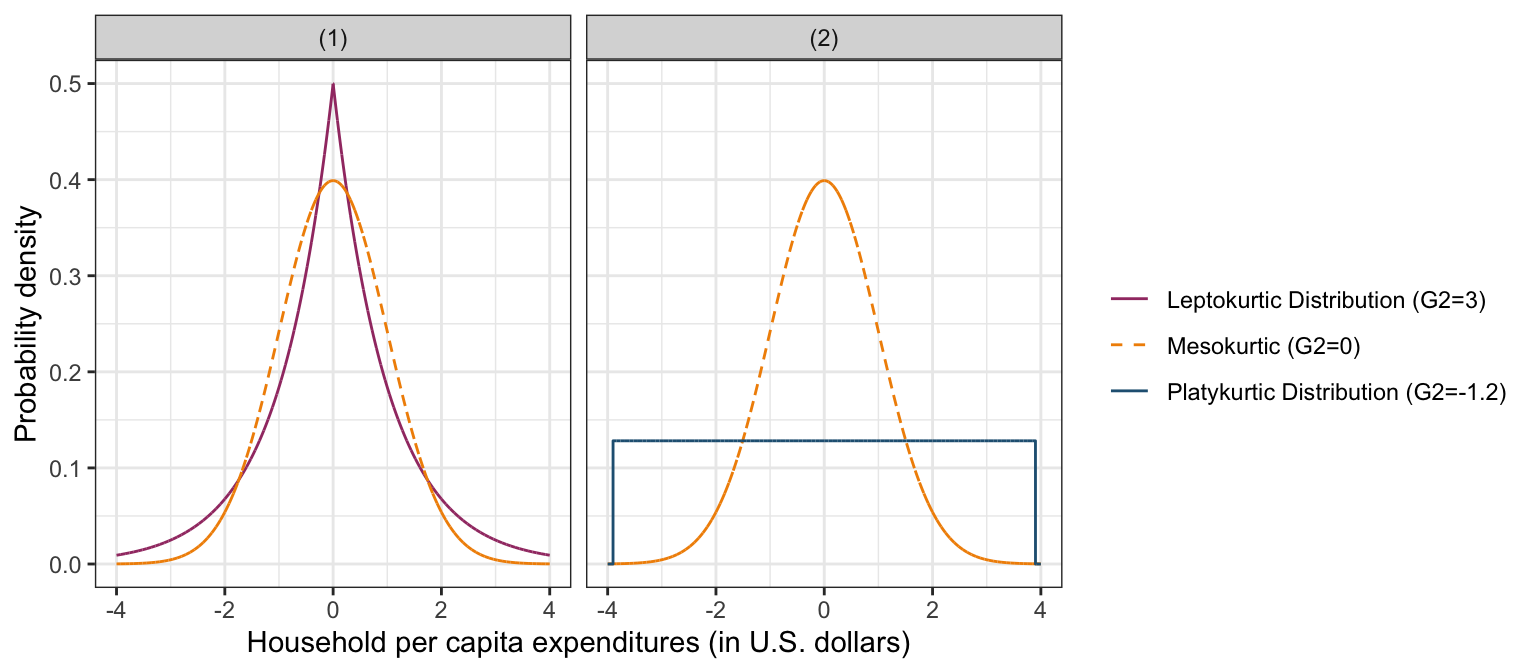 (1)
(2)
Probability density
0.5
0.4
0.3
0.2
0.1
0.0
-4 -2 0 2 4
-4 -2 0 2 4
Household per capita expenditures (in U.S. dollars)
Leptokurtic Distribution (G2=3)
Mesokurtic (G2=0)
Platykurtic Distribution (G2=-1.2)